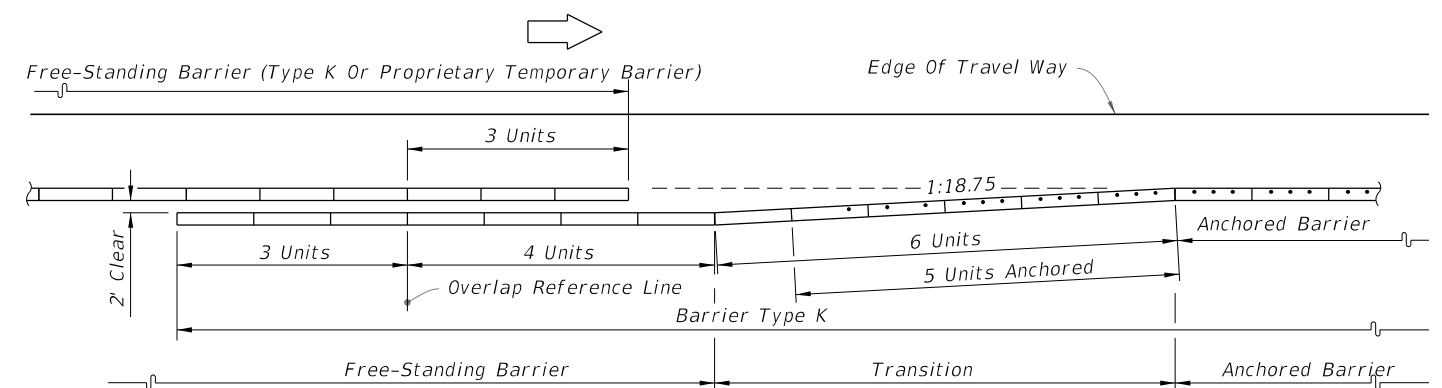 Free-Standing Barrier (Type K Or Proprietary Temporary Barrier)
Edge Of Travel Way
3 Units
1:18.75
2' Clear
3 Units
4 Units
6 Units
Anchored Barrier
5 Units Anchored
Overlap Reference Line
Barrier Type K
Free-Standing Barrier
Transition
Anchored Barrier